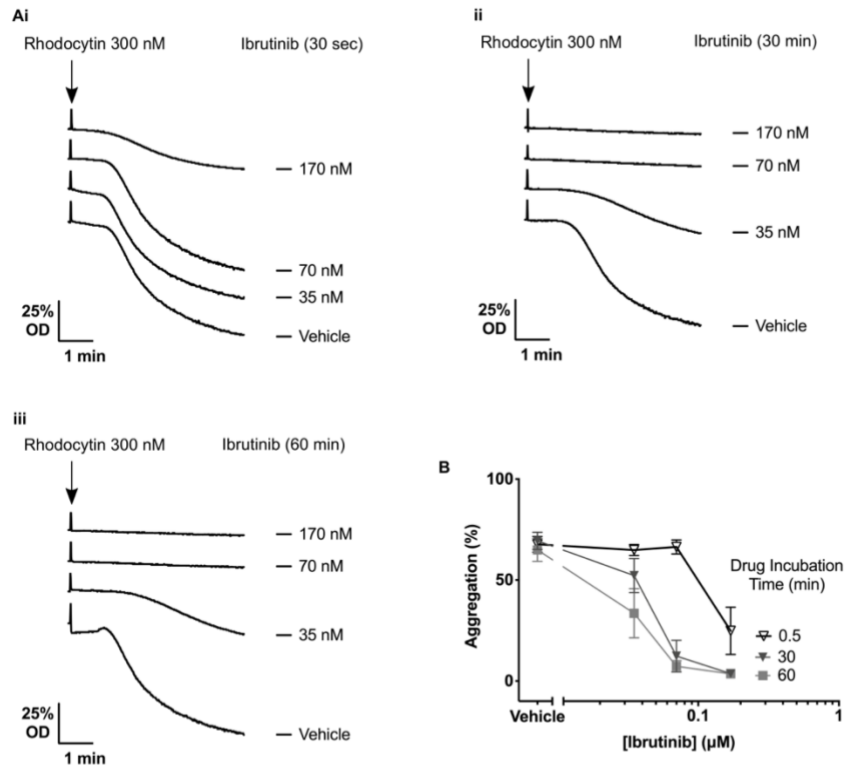 Ai
Rhodocytin 300 nM Ibrutinib (30 sec)
170 nM
70 nM
35 nM
Vehicle
25%
OD
1 min
ii
Rhodocytin 300 nM Ibrutinib (30 min)
170 nM
70 nM
35 nM
Vehicle
25%
OD
1 min
iii
Rhodocytin 300 nM Ibrutinib (60 min)
170 nM
70 nM
35 nM
Vehicle
25%
OD
1 min
B
100
50
0
Aggregation (%)
Drug Incubation
Time (min)
0.5
30
60
Vehicle 0.1 1
[Ibrutinib] (µM)